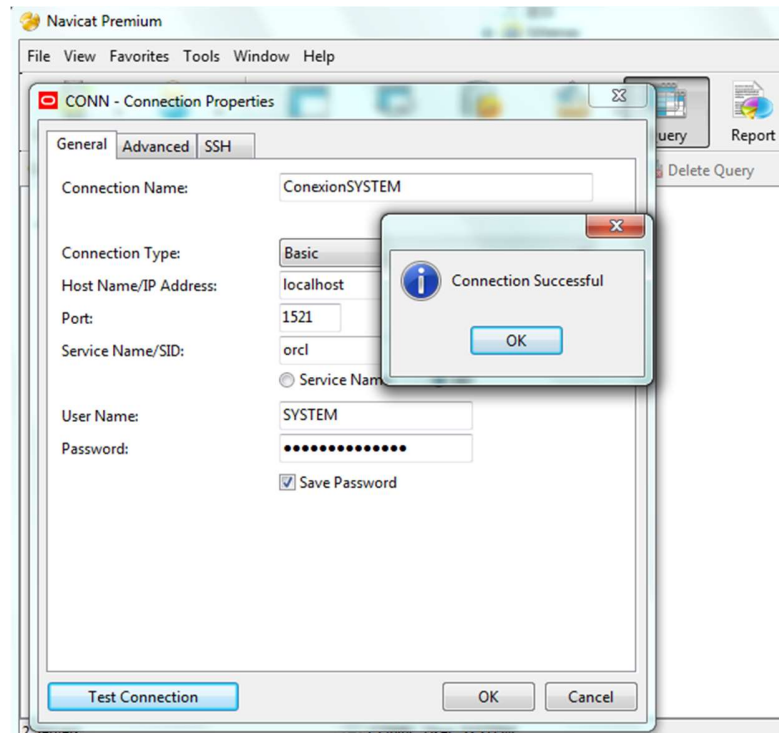 Navicat Premium
File View Favorites Tools Window Help
CONN - Connection Properties
Report
Delete Query
General Advanced SSH
Connection Name: ConexionSYSTEM
Connection Type: Basic
Host Name/IP Address: localhost
Port: 1521
Service Name/SID: orcl
Service Nam
User Name: SYSTEM
Password: ••••••••••••••
Save Password
Connection Successful
OK
Test Connection OK Cancel